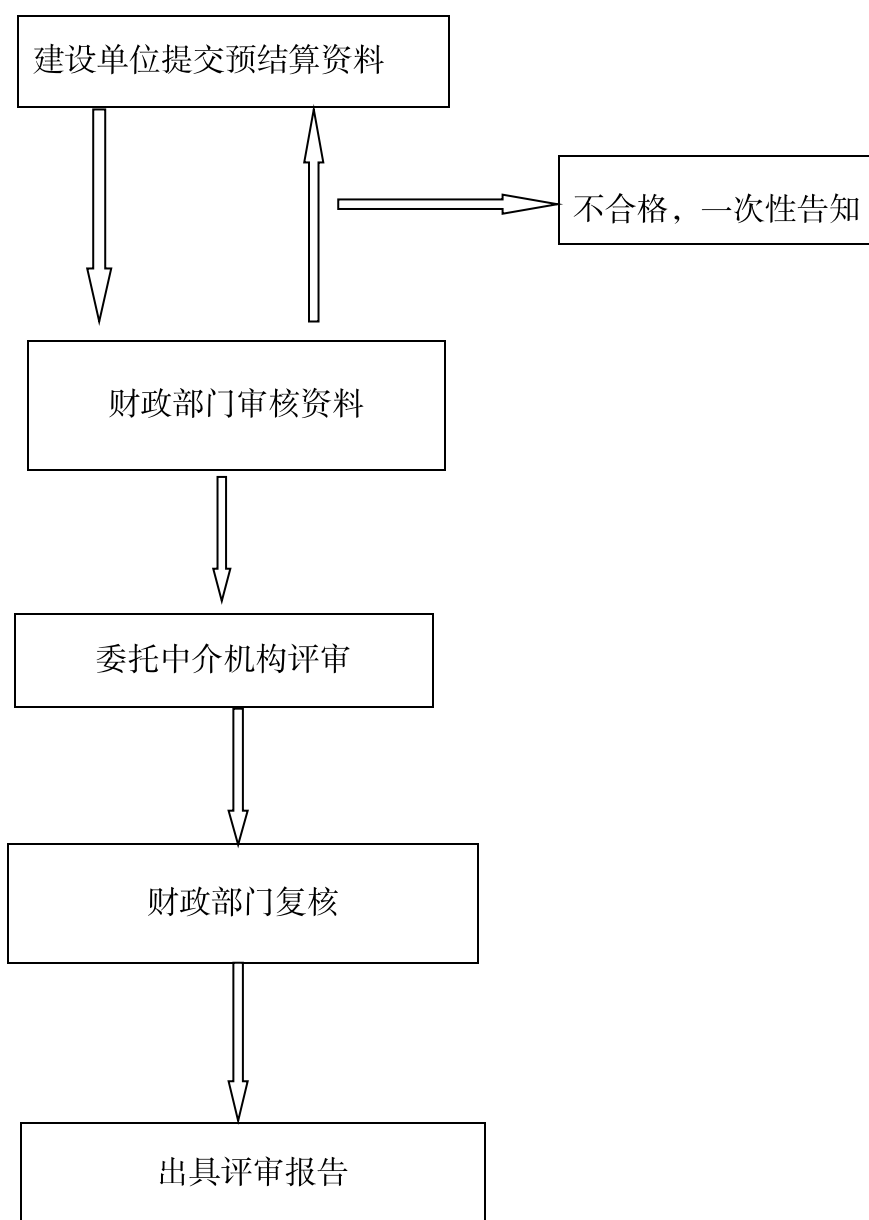 建设单位提交预结算资料
不合格，一次性告知
财政部门审核资料
委托中介机构评审
财政部门复核
出具评审报告